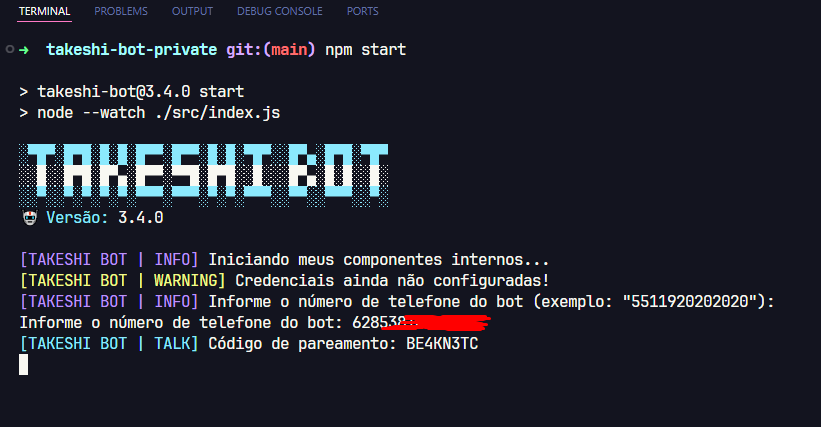 TERMINAL PROBLEMS OUTPUT DEBUG CONSOLE PORTS
➜ takeshi-bot-private git:(main) npm start
> takeshi-bot@3.4.0 start
> node --watch ./src/index.js
TAKESHI BOT
🤖 Versão: 3.4.0
[TAKESHI BOT | INFO] Iniciando meus componentes internos...
[TAKESHI BOT | WARNING] Credenciais ainda não configuradas!
[TAKESHI BOT | INFO] Informe o número de telefone do bot (exemplo: "5511920202020"):
Informe o número de telefone do bot: 628538
[TAKESHI BOT | TALK] Código de pareamento: BE4KN3TC